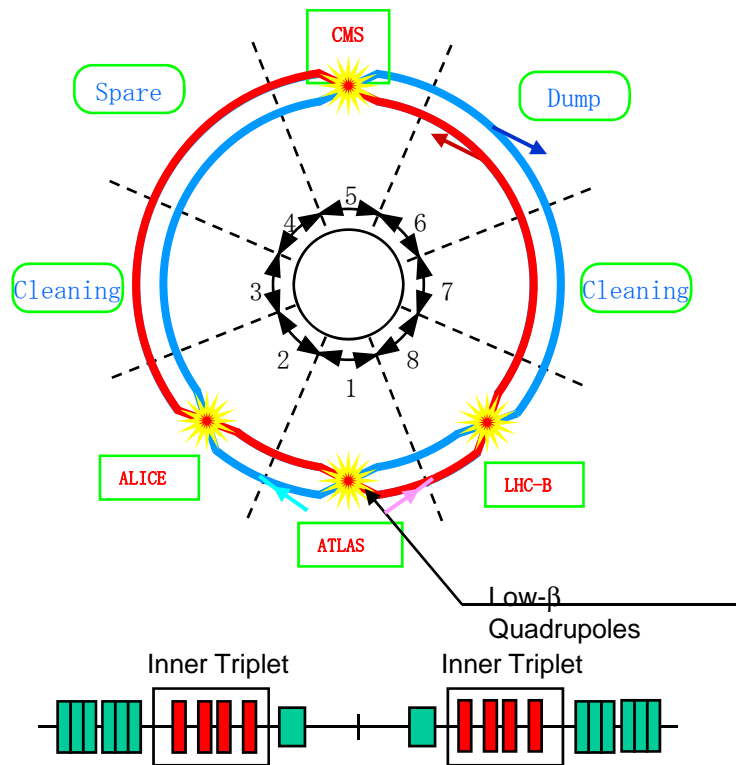 CMS
Spare
Dump
5
4
6
Cleaning
3
7
Cleaning
2
8
1
ALICE
LHC-B
ATLAS
Low-β
Quadrupoles
Inner Triplet
Inner Triplet